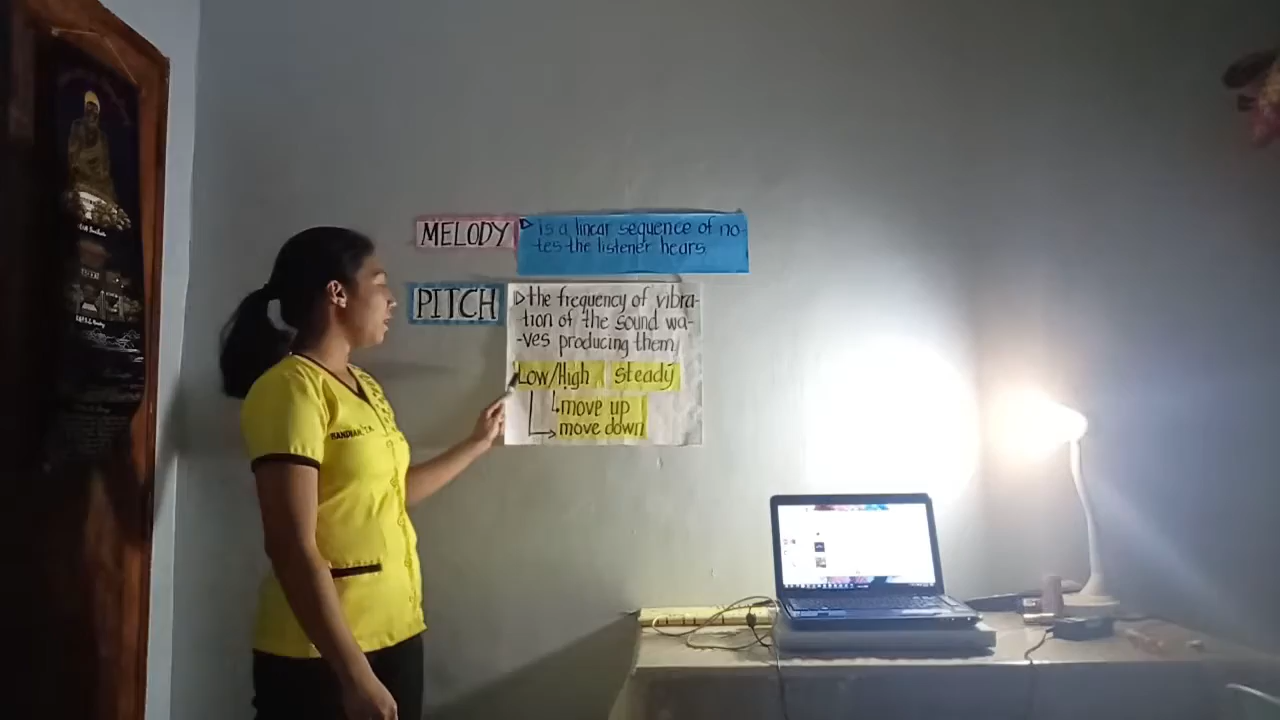 MELODY
▷ is a linear sequence of no-
-tes the listener hears
PITCH
▷ the frequency of vibra-
-tion of the sound wa-
-ves producing them
Low/High steady
move up
move down